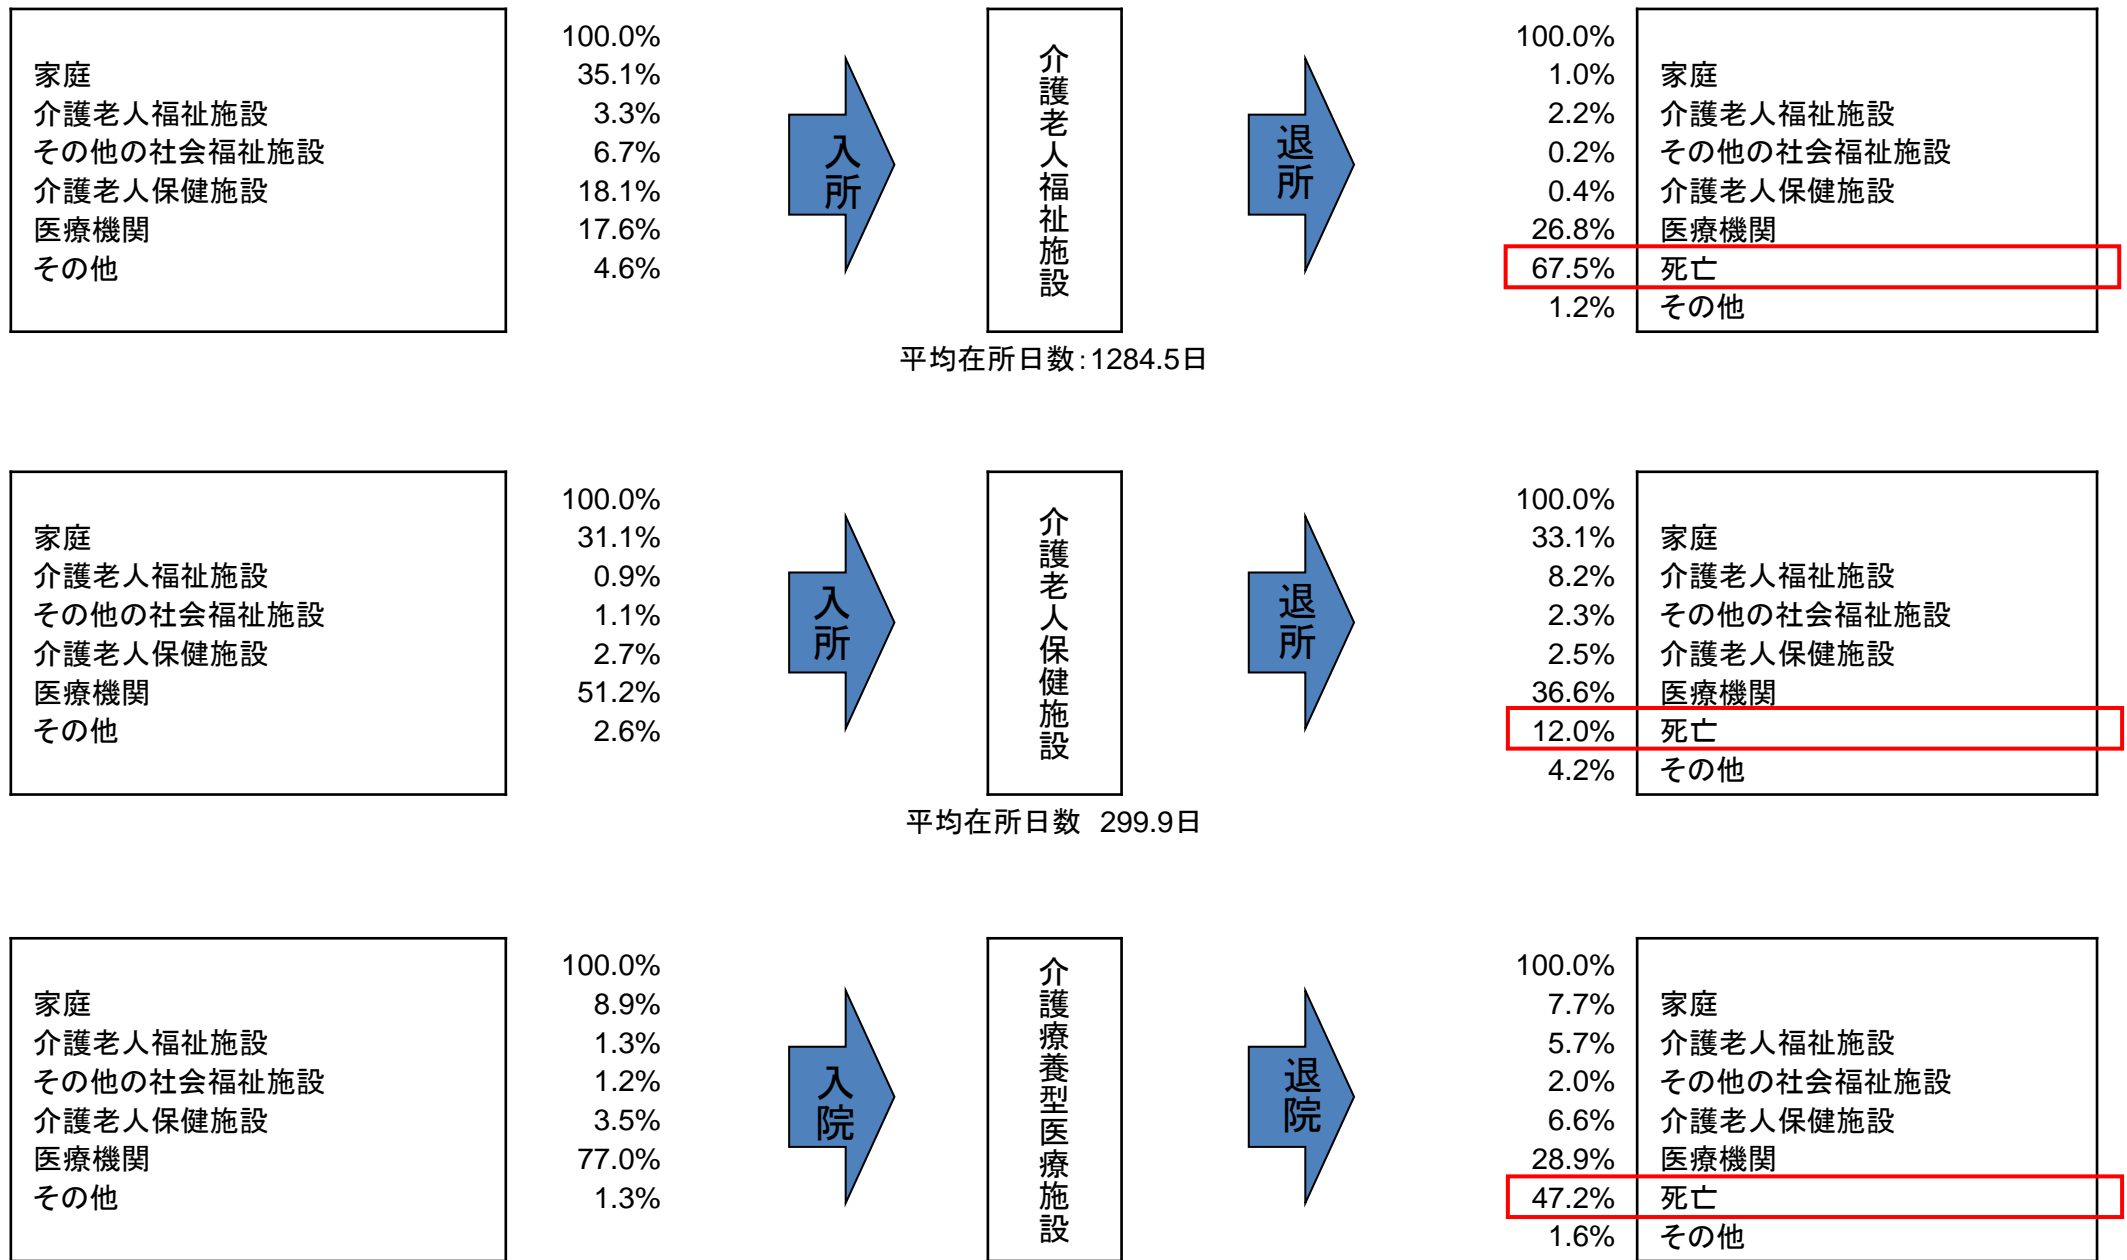 100.0%
家庭 35.1%
介護老人福祉施設 3.3%
その他の社会福祉施設 6.7%
介護老人保健施設 18.1%
医療機関 17.6%
その他 4.6%
入所
介護老人福祉施設
退所
100.0%
1.0% 家庭
2.2% 介護老人福祉施設
0.2% その他の社会福祉施設
0.4% 介護老人保健施設
26.8% 医療機関
67.5% 死亡
1.2% その他
平均在所日数:1284.5日
100.0%
家庭 31.1%
介護老人福祉施設 0.9%
その他の社会福祉施設 1.1%
介護老人保健施設 2.7%
医療機関 51.2%
その他 2.6%
入所
介護老人保健施設
退所
100.0%
33.1% 家庭
8.2% 介護老人福祉施設
2.3% その他の社会福祉施設
2.5% 介護老人保健施設
36.6% 医療機関
12.0% 死亡
4.2% その他
平均在所日数 299.9日
100.0%
家庭 8.9%
介護老人福祉施設 1.3%
その他の社会福祉施設 1.2%
介護老人保健施設 3.5%
医療機関 77.0%
その他 1.3%
入院
介護療養型医療施設
退院
100.0%
7.7% 家庭
5.7% 介護老人福祉施設
2.0% その他の社会福祉施設
6.6% 介護老人保健施設
28.9% 医療機関
47.2% 死亡
1.6% その他